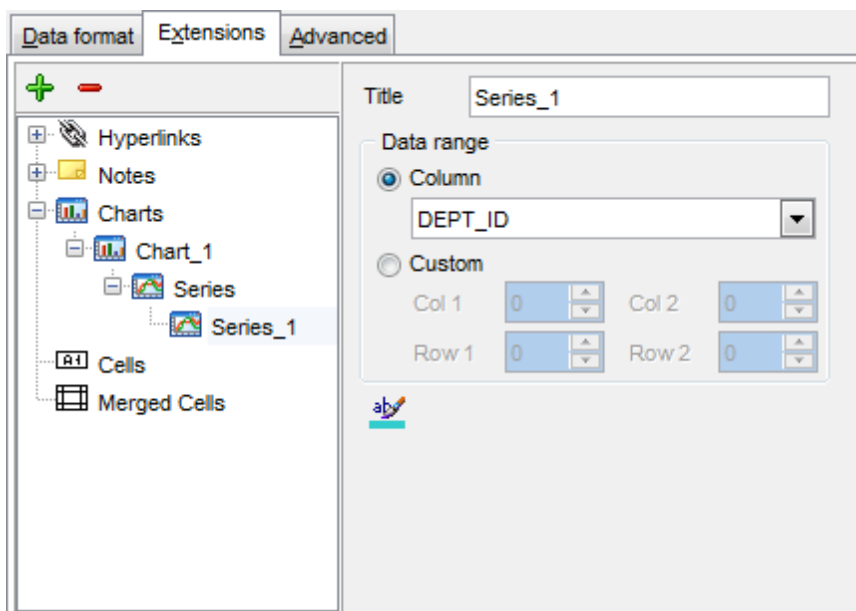 Data format Extensions Advanced
Title Series_1
Hyperlinks
Notes
Charts
Chart_1
Series
Series_1
Cells
Merged Cells
Data range
Column
DEPT_ID
Custom
Col 1 0 Col 2 0
Row 1 0 Row 2 0